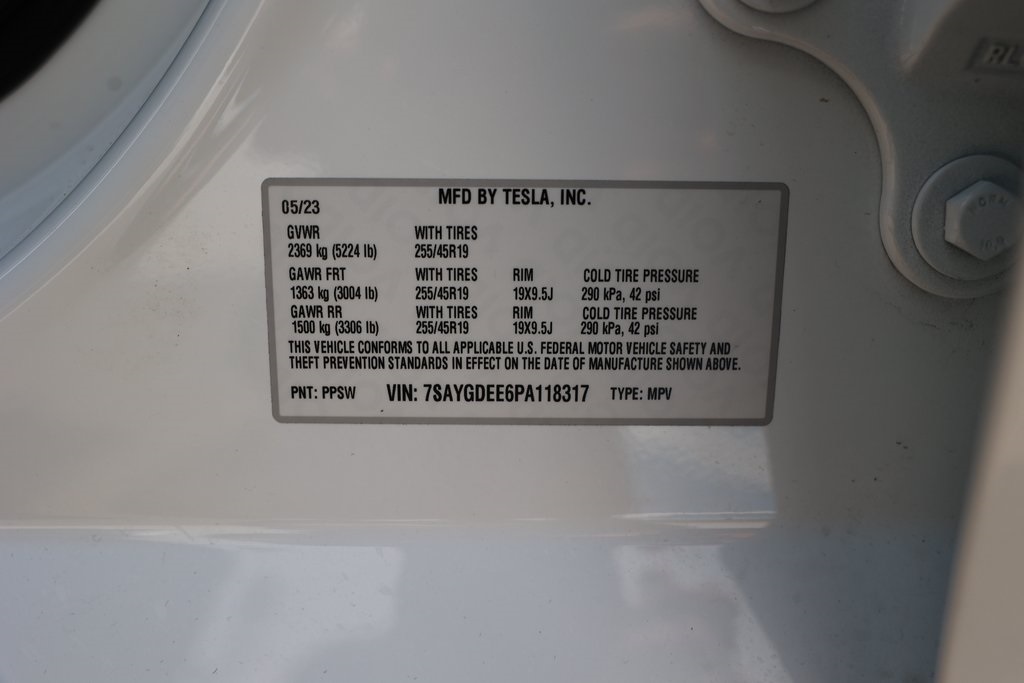 MFD BY TESLA, INC.
05/23
GVWR WITH TIRES
2369 kg (5224 lb) 255/45R19
GAWR FRT WITH TIRES RIM COLD TIRE PRESSURE
1363 kg (3004 lb) 255/45R19 19X9.5J 290 kPa, 42 psi
GAWR RR WITH TIRES RIM COLD TIRE PRESSURE
1500 kg (3306 lb) 255/45R19 19X9.5J 290 kPa, 42 psi
THIS VEHICLE CONFORMS TO ALL APPLICABLE U.S. FEDERAL MOTOR VEHICLE SAFETY AND
THEFT PREVENTION STANDARDS IN EFFECT ON THE DATE OF MANUFACTURE SHOWN ABOVE.
PNT: PPSW VIN: 7SAYGDEE6PA118317 TYPE: MPV